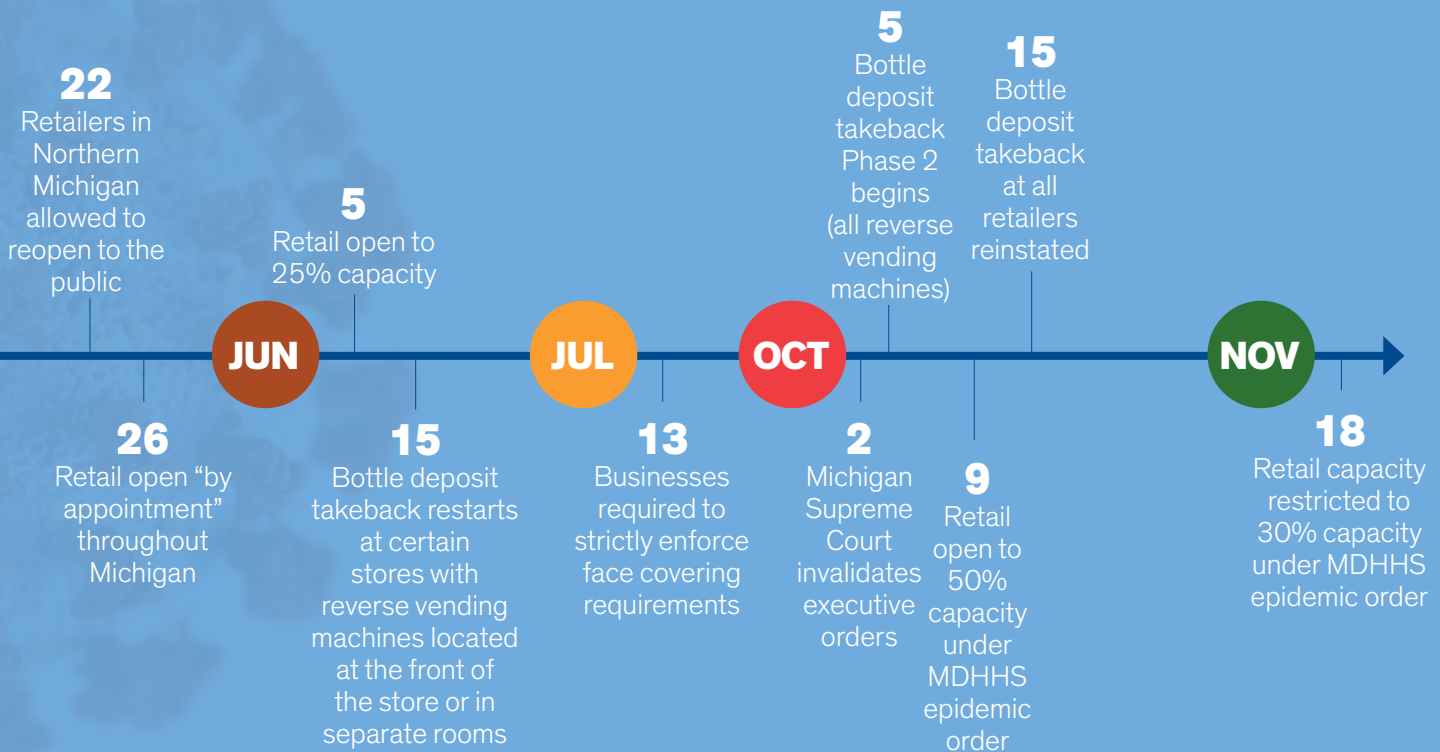 22
Retailers in
Northern
Michigan
allowed to
reopen to the
public
26
Retail open “by
appointment”
throughout
Michigan
JUN
5
Retail open to
25% capacity
15
Bottle deposit
takeback restarts
at certain
stores with
reverse vending
machines located
at the front of
the store or in
separate rooms
JUL
13
Businesses
required to
strictly enforce
face covering
requirements
OCT
2
Michigan
Supreme
Court
invalidates
executive
orders
5
Bottle
deposit
takeback
Phase 2
begins
(all reverse
vending
machines)
9
Retail
open to
50%
capacity
under
MDHHS
epidemic
order
15
Bottle
deposit
takeback
at all
retailers
reinstated
NOV
18
Retail capacity
restricted to
30% capacity
under MDHHS
epidemic order